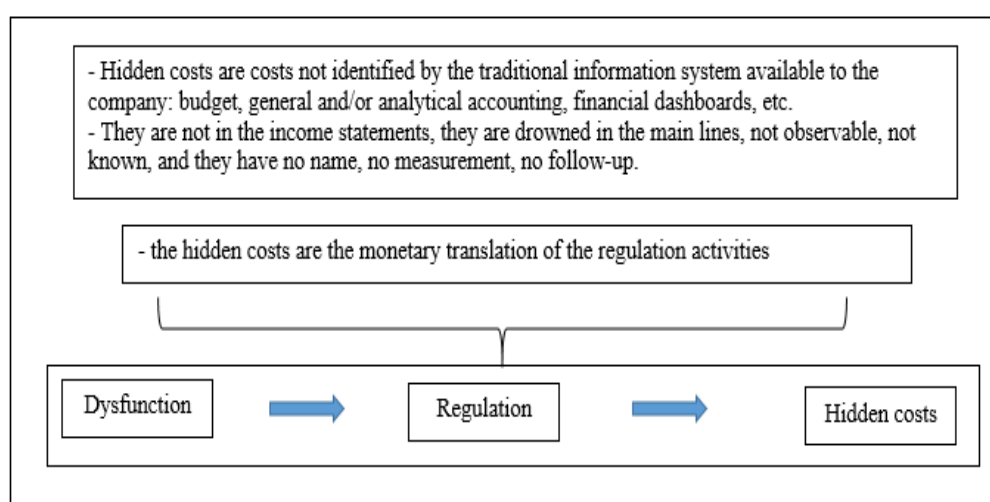 - Hidden costs are costs not identified by the traditional information system available to the
company: budget, general and/or analytical accounting, financial dashboards, etc.
- They are not in the income statements, they are drowned in the main lines, not observable, not
known, and they have no name, no measurement, no follow-up.
- the hidden costs are the monetary translation of the regulation activities
Dysfunction
Regulation
Hidden costs